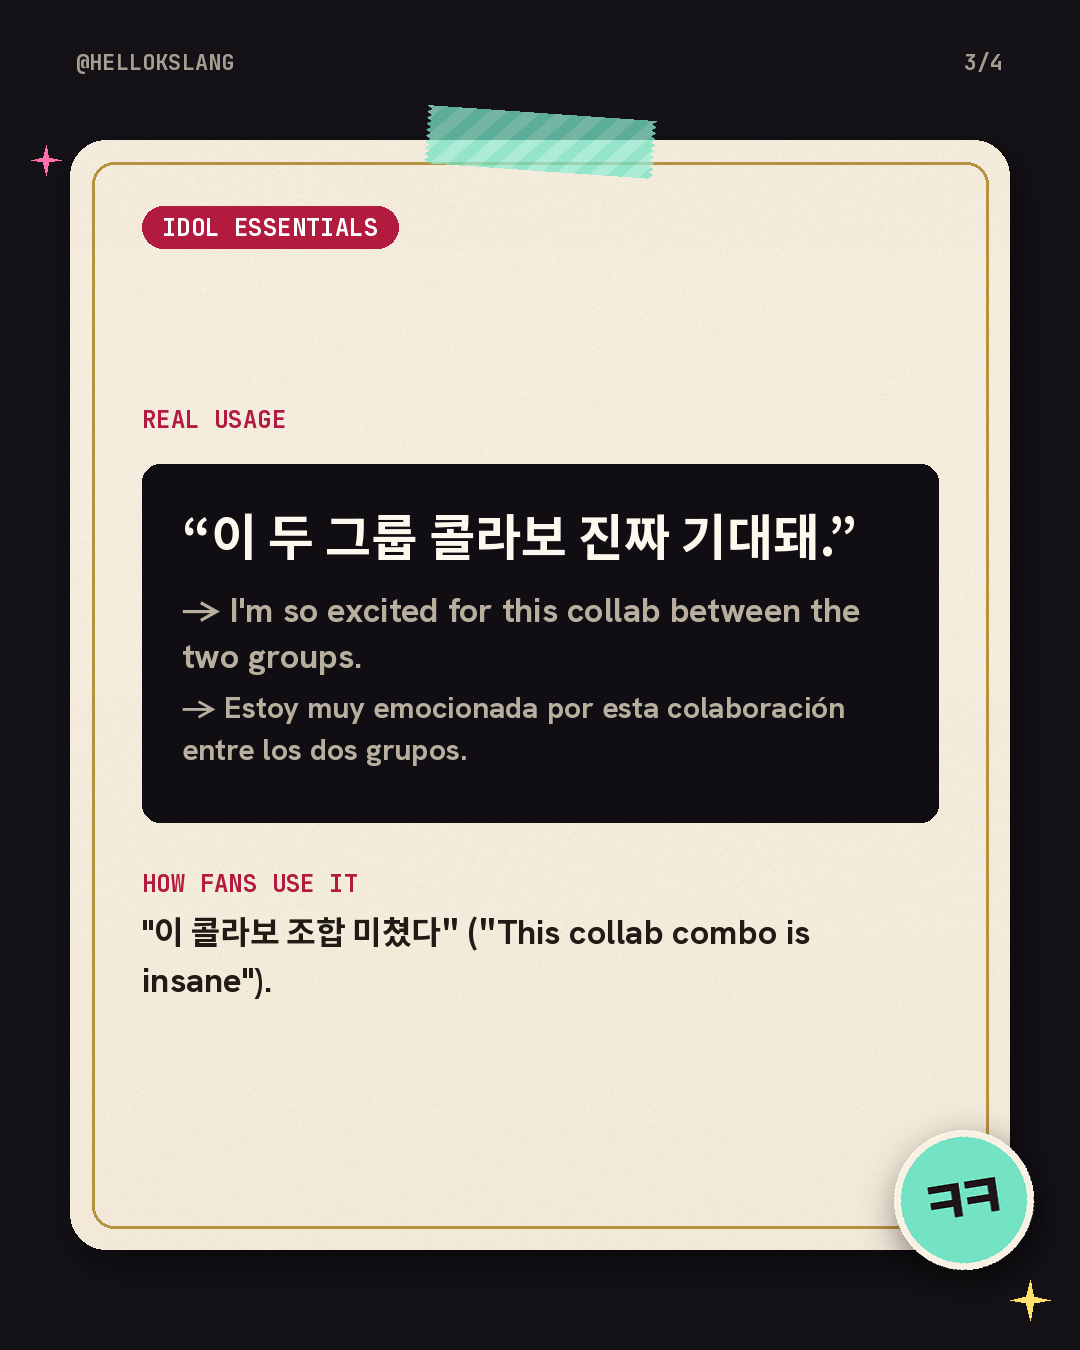 @HELLOKSLANG
3/4
IDOL ESSENTIALS
REAL USAGE
“이 두 그룹 콜라보 진짜 기대돼.”
→ I'm so excited for this collab between the
two groups.
→ Estoy muy emocionada por esta colaboración
entre los dos grupos.
HOW FANS USE IT
"이 콜라보 조합 미쳤다" ("This collab combo is
insane").
ㅋㅋ